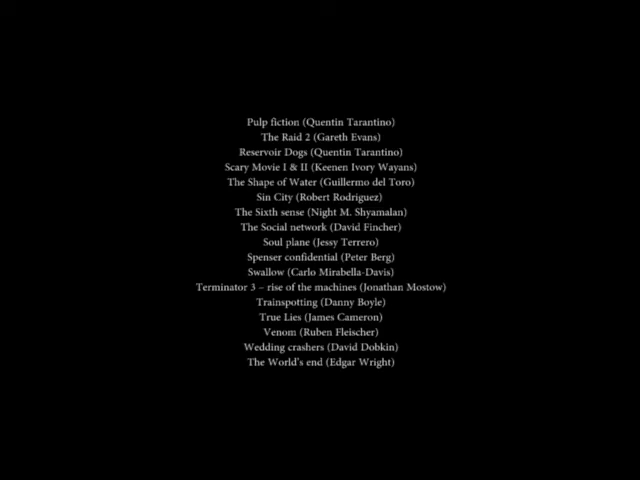 Pulp fiction (Quentin Tarantino)
The Raid 2 (Gareth Evans)
Reservoir Dogs (Quentin Tarantino)
Scary Movie I & II (Keenen Ivory Wayans)
The Shape of Water (Guillermo del Toro)
Sin City (Robert Rodriguez)
The Sixth sense (Night M. Shyamalan)
The Social network (David Fincher)
Soul plane (Jessy Terrero)
Spenser confidential (Peter Berg)
Swallow (Carlo Mirabella-Davis)
Terminator 3 – rise of the machines (Jonathan Mostow)
Trainspotting (Danny Boyle)
True Lies (James Cameron)
Venom (Ruben Fleischer)
Wedding crashers (David Dobkin)
The World's end (Edgar Wright)